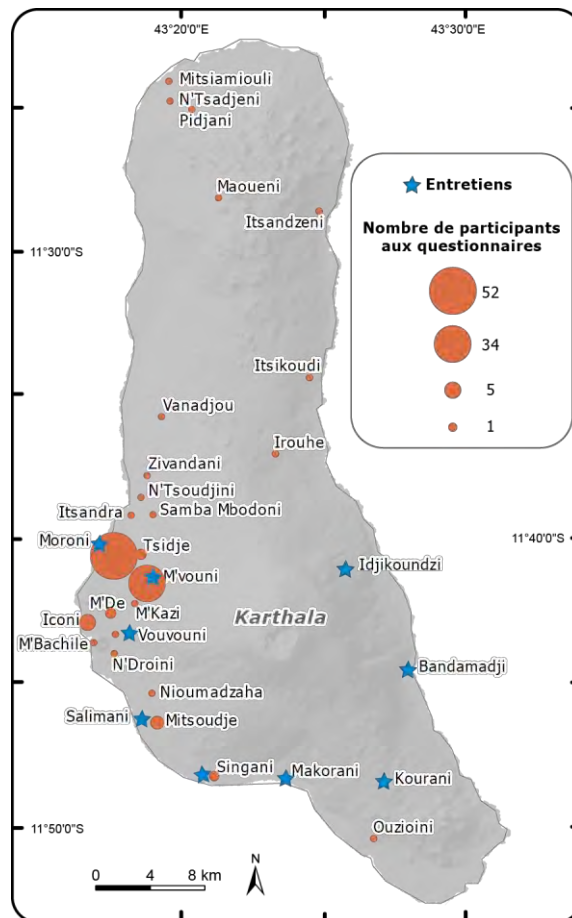 43°20'0"E
43°30'0"E
Mitsiamiouli
N'Tsadjeni
Pidjani
Maoueni
Itsandzeni
Entretiens
Nombre de participants
aux questionnaires
52
34
5
1
11°30'0"S
Itsikoudi
Vanadjou
Irouhe
Zivandani
N'Tsoudjini
Itsandra
Samba Mbodoni
Moroni
Tsidje
11°40'0"S
M'vouni
Idjikoundzi
M'De
M'Kazi
Iconi
Vouvouni
Karthala
M'Bachile
N'Droini
Bandamadji
Nioumadzaha
Salimani
Mitsoudje
Singani
Makorani
Kourani
11°50'0"S
Ouzioini
0 4 8 km
N